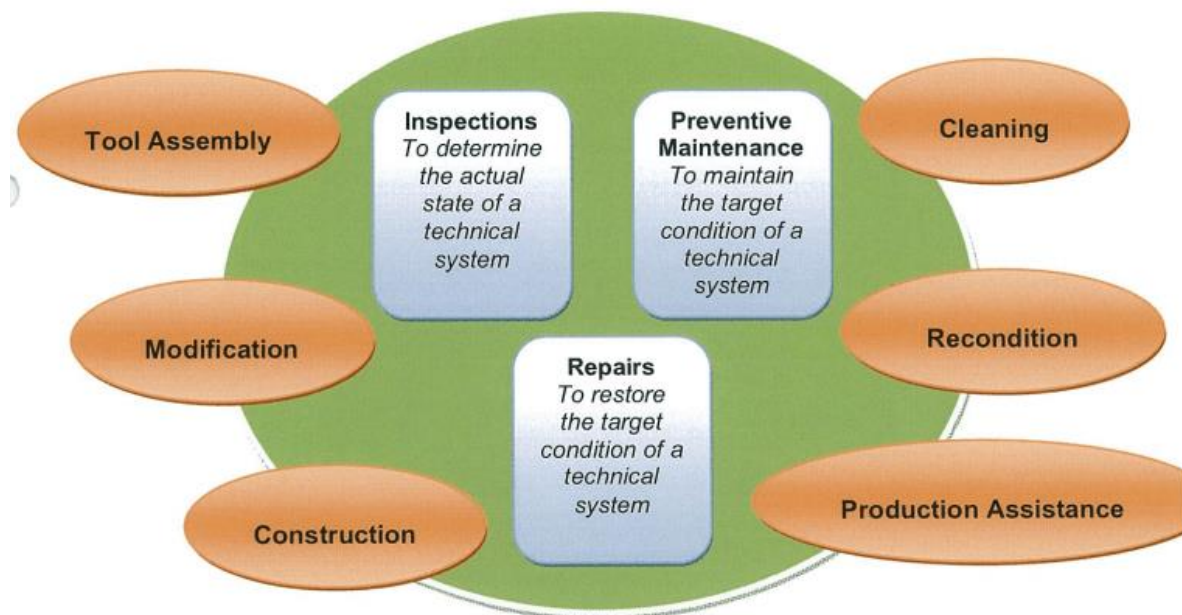 Tool Assembly
Inspections
To determine
the actual
state of a
technical
system
Preventive
Maintenance
To maintain
the target
condition of a
technical
system
Cleaning
Modification
Repairs
To restore
the target
condition of a
technical
system
Recondition
Construction
Production Assistance